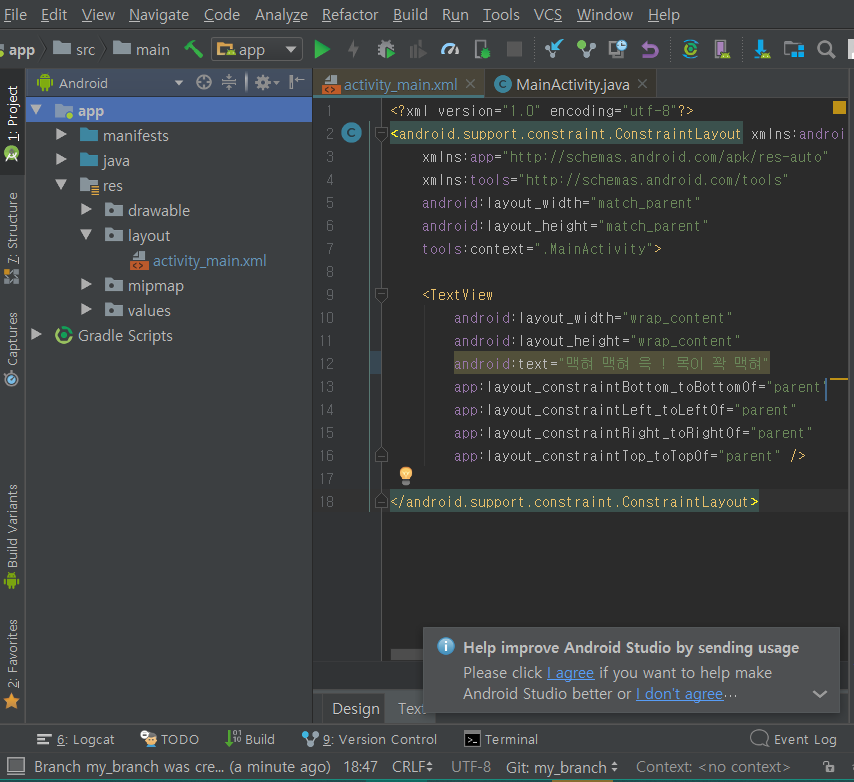 File Edit View Navigate Code Analyze Refactor Build Run Tools VCS Window Help
app src main app
1: Project
7: Structure
Captures
Build Variants
2: Favorites
Android
app
manifests
java
res
drawable
layout
activity_main.xml
mipmap
values
Gradle Scripts
activity_main.xml MainActivity.java
1 <?xml version="1.0" encoding="utf-8"?>
2 <android.support.constraint.ConstraintLayout xmlns:androi
3 xmlns:app="http://schemas.android.com/apk/res-auto"
4 xmlns:tools="http://schemas.android.com/tools"
5 android:layout_width="match_parent"
6 android:layout_height="match_parent"
7 tools:context=".MainActivity">
8
9 <TextView
10 android:layout_width="wrap_content"
11 android:layout_height="wrap_content"
12 android:text="맥혀 맥혀 윽 ! 목이 꽉 맥혀"
13 app:layout_constraintBottom_toBottomOf="parent"
14 app:layout_constraintLeft_toLeftOf="parent"
15 app:layout_constraintRight_toRightOf="parent"
16 app:layout_constraintTop_toTopOf="parent" />
17
18 </android.support.constraint.ConstraintLayout>
Help improve Android Studio by sending usage
Please click I agree if you want to help make
Android Studio better or I don't agree...
Design Text
6: Logcat TODO Build 9: Version Control Terminal Event Log
Branch my_branch was cre... (a minute ago) 18:47 CRLF UTF-8 Git: my_branch Context: <no context>